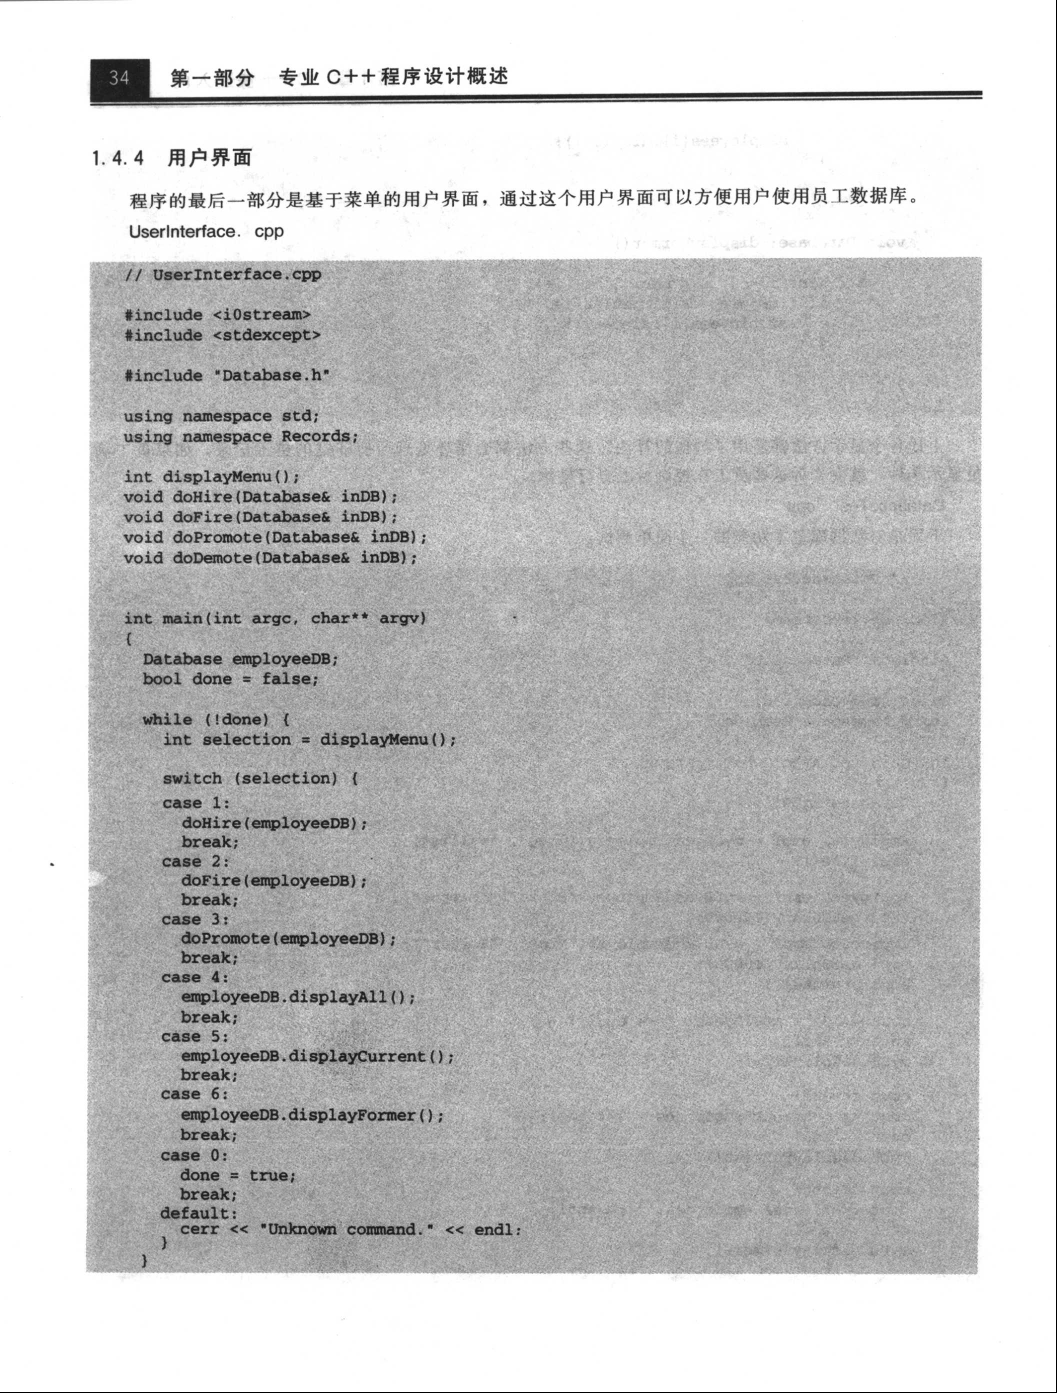 34 第一部分 专业 C++程序设计概述
1.4.4 用户界面
程序的最后一部分是基于菜单的用户界面，通过这个用户界面可以方便用户使用员工数据库。
UserInterface. cpp
// UserInterface.cpp
#include <i0stream>
#include <stdexcept>
#include "Database.h"
using namespace std;
using namespace Records;
int displayMenu();
void doHire(Database& inDB);
void doFire(Database& inDB);
void doPromote(Database& inDB);
void doDemote(Database& inDB);
int main(int argc, char** argv)
{
Database employeeDB;
bool done = false;
while (!done) {
int selection = displayMenu();
switch (selection) {
case 1:
doHire(employeeDB);
break;
case 2:
doFire(employeeDB);
break;
case 3:
doPromote(employeeDB);
break;
case 4:
employeeDB.displayAll();
break;
case 5:
employeeDB.displayCurrent();
break;
case 6:
employeeDB.displayFormer();
break;
case 0:
done = true;
break;
default:
cerr << "Unknown command." << endl;
}
}